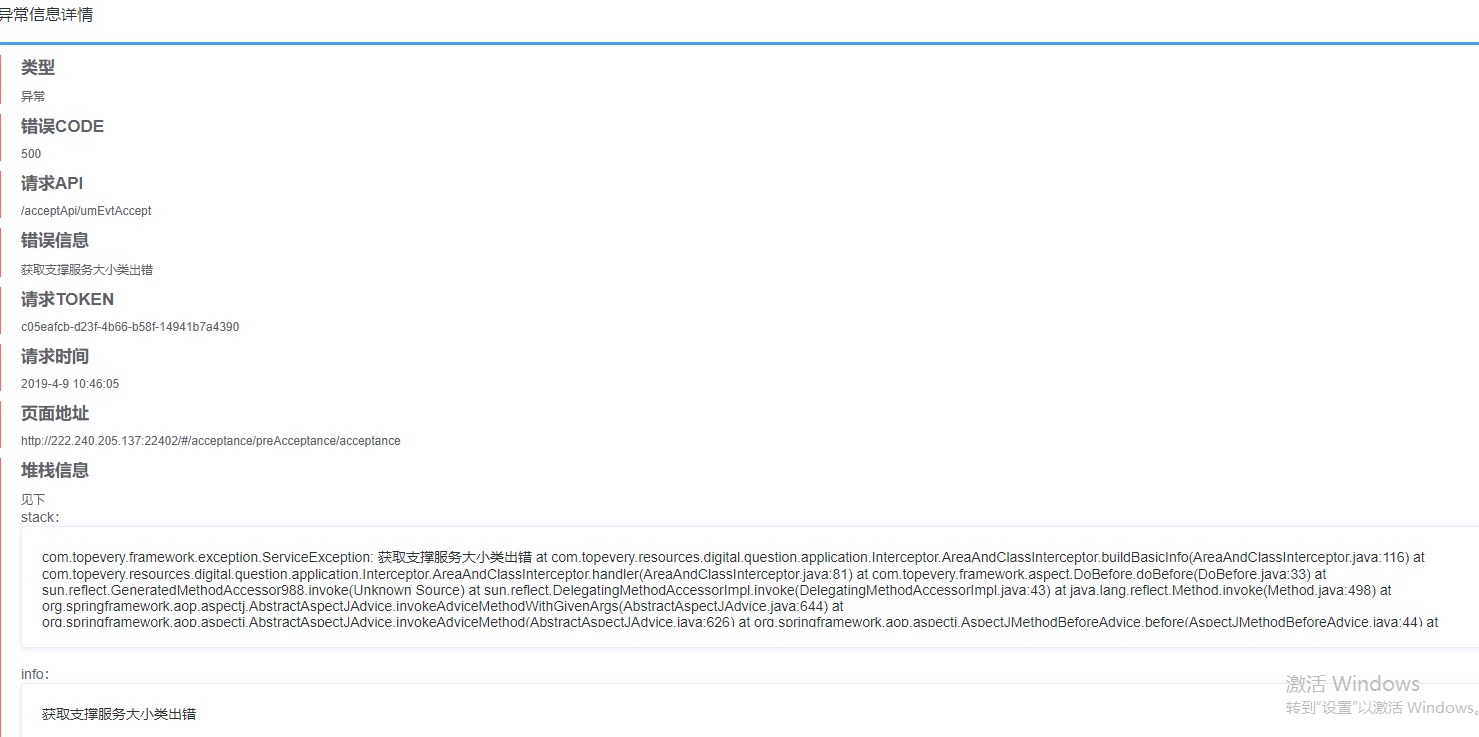 异常信息详情
类型
异常
错误CODE
500
请求API
/acceptApi/umEvtAccept
错误信息
获取支撑服务大小类出错
请求TOKEN
c05eafcb-d23f-4b66-b58f-14941b7a4390
请求时间
2019-4-9 10:46:05
页面地址
http://222.240.205.137:22402/#/acceptance/preAcceptance/acceptance
堆栈信息
见下
stack：
com.topevery.framework.exception.ServiceException: 获取支撑服务大小类出错 at com.topevery.resources.digital.question.application.Interceptor.AreaAndClassInterceptor.buildBasicInfo(AreaAndClassInterceptor.java:116) at
com.topevery.resources.digital.question.application.Interceptor.AreaAndClassInterceptor.handler(AreaAndClassInterceptor.java:81) at com.topevery.framework.aspect.DoBefore.doBefore(DoBefore.java:33) at
sun.reflect.GeneratedMethodAccessor988.invoke(Unknown Source) at sun.reflect.DelegatingMethodAccessorImpl.invoke(DelegatingMethodAccessorImpl.java:43) at java.lang.reflect.Method.invoke(Method.java:498) at
org.springframework.aop.aspectj.AbstractAspectJAdvice.invokeAdviceMethodWithGivenArgs(AbstractAspectJAdvice.java:644) at
org.springframework.aop.aspectj.AbstractAspectJAdvice.invokeAdviceMethod(AbstractAspectJAdvice.java:626) at org.springframework.aop.aspectj.AspectJMethodBeforeAdvice.before(AspectJMethodBeforeAdvice.java:44) at
info：
获取支撑服务大小类出错
激活 Windows
转到"设置"以激活 Windows。